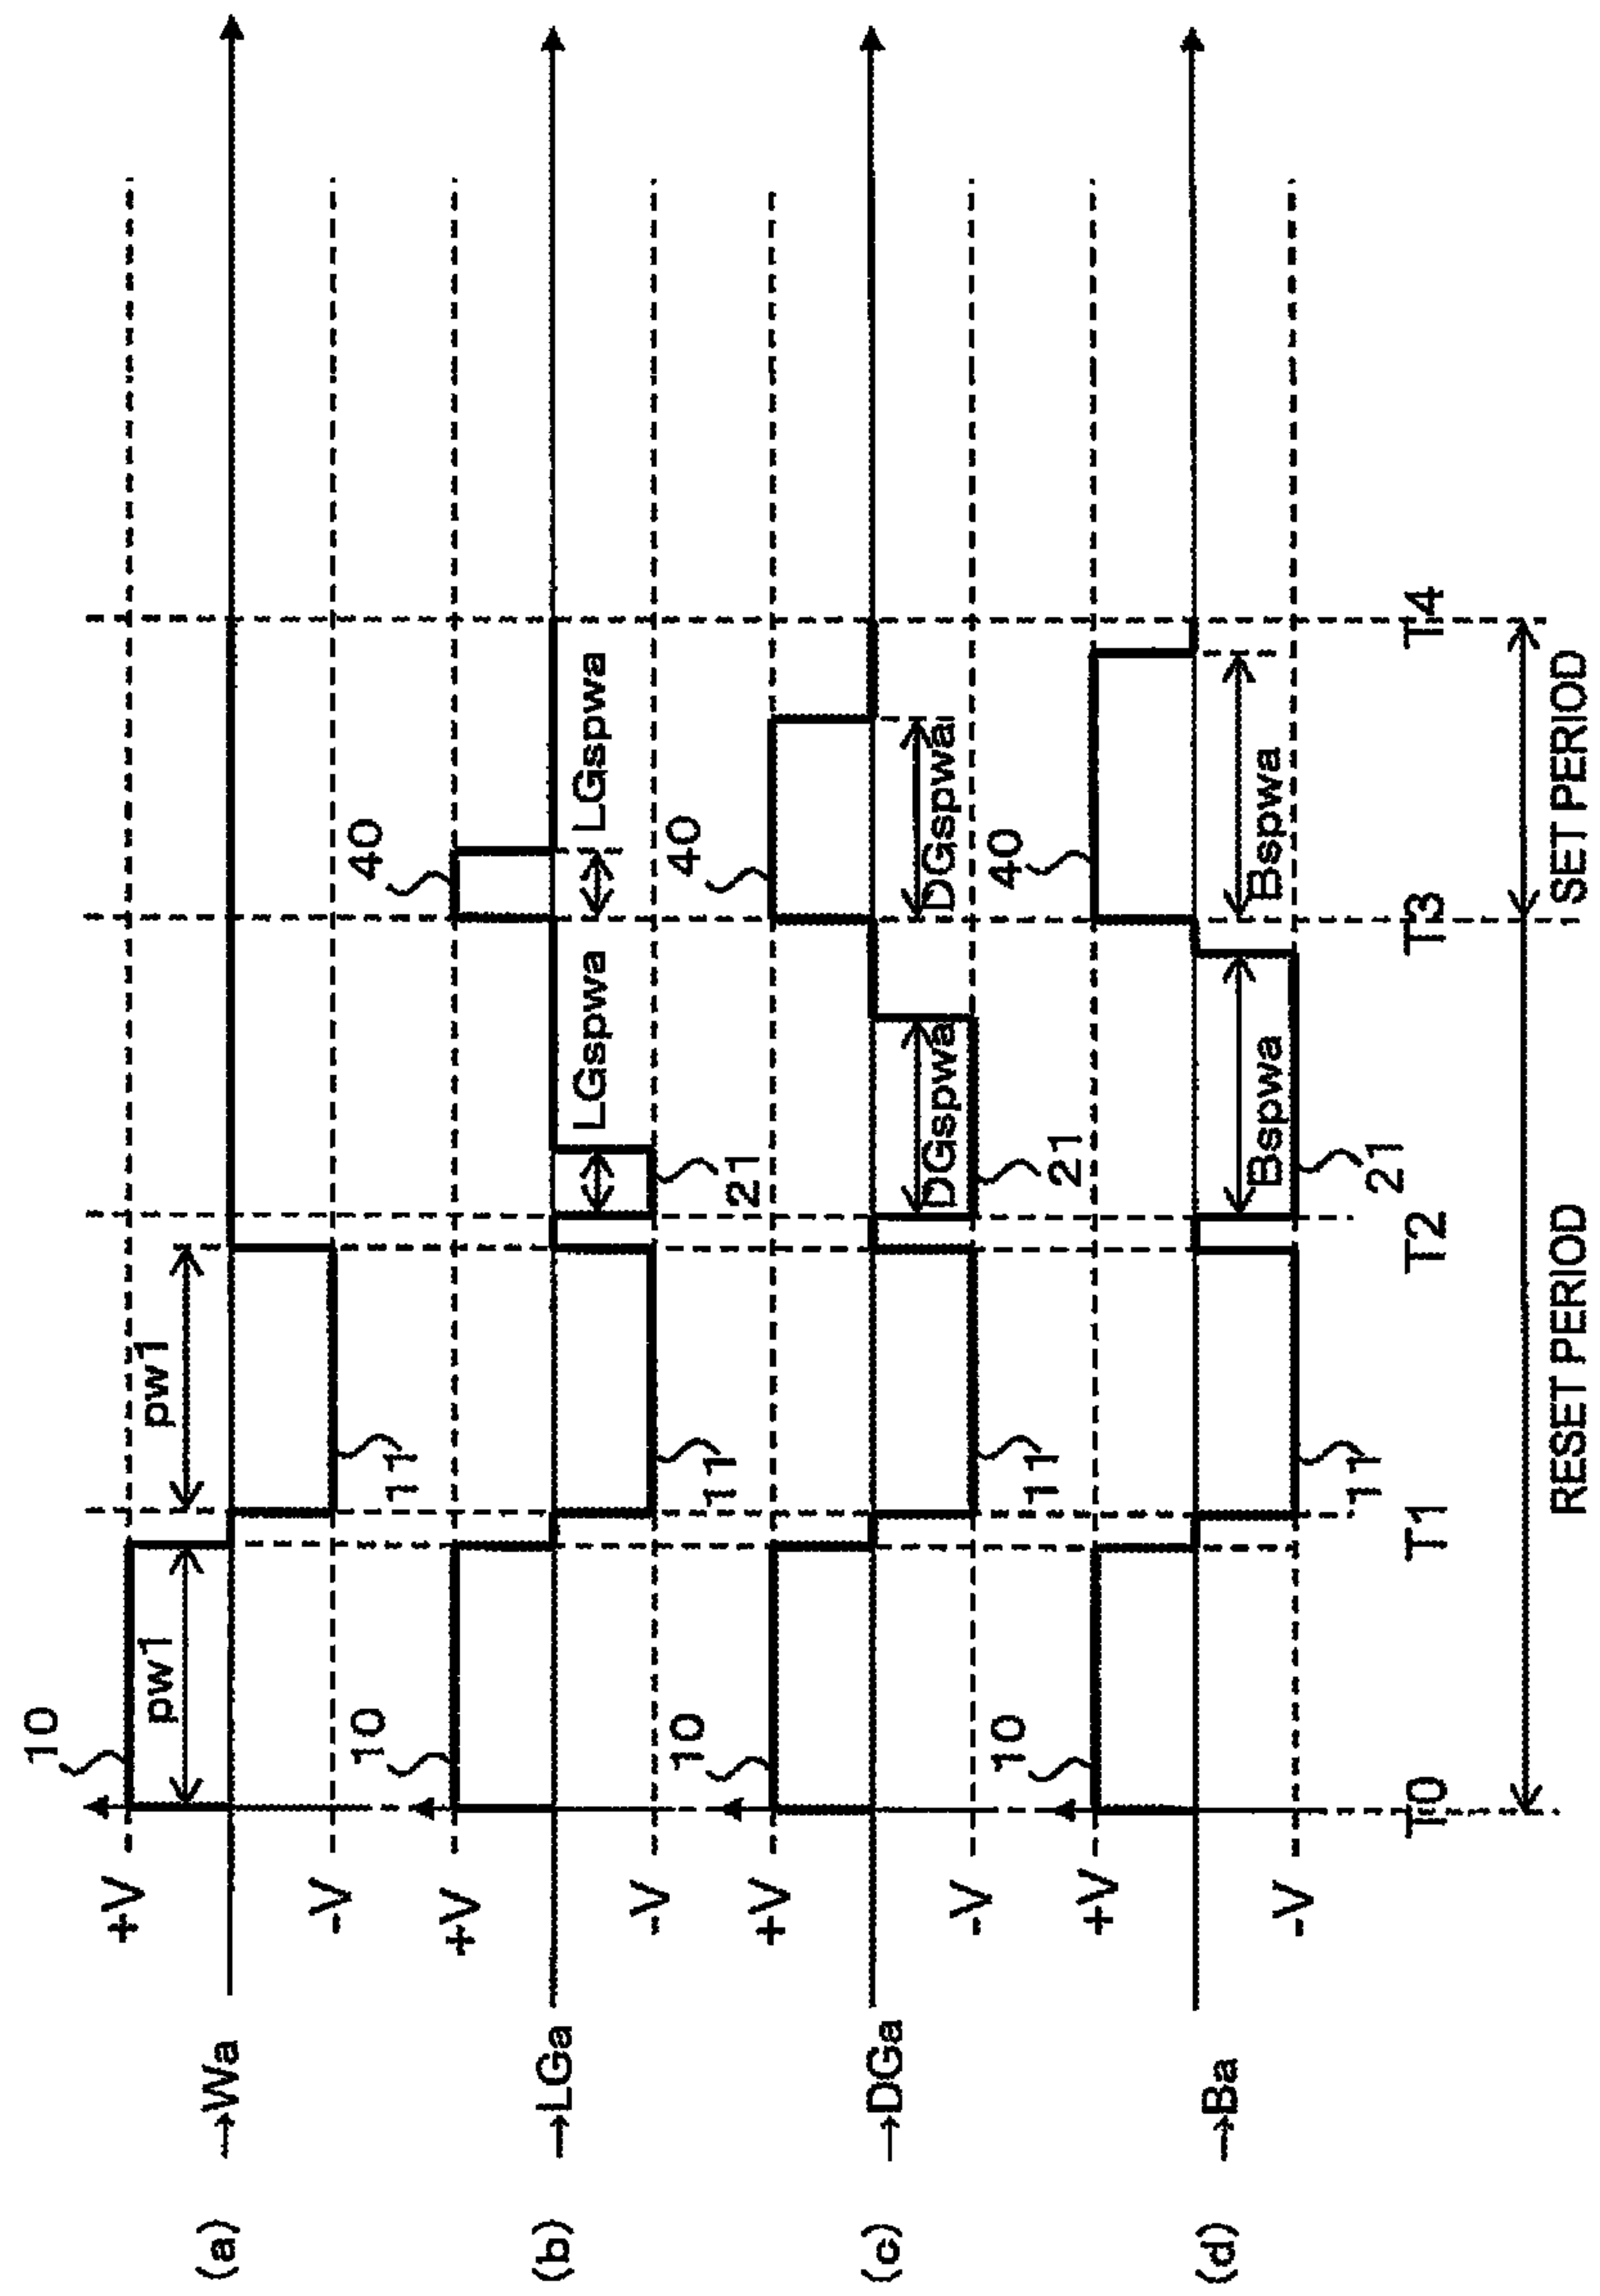 (a) →Wa
+V
-V
10
pw1
pw1
11
(b) →LGa
+V
-V
10
11
21
LGspwa
40
LGspwa
(c) →DGa
+V
-V
10
11
21
DGspwa
40
DGspwa
(d) →Ba
+V
-V
10
11
21
Bspwa
40
Bspwa
T0
T1
T2
T3
T4
RESET PERIOD
SET PERIOD